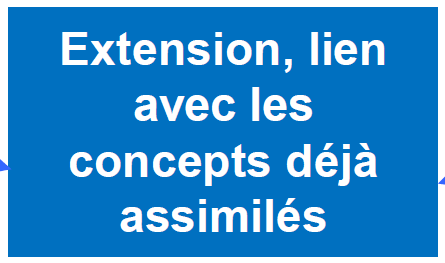 Extension, lien
avec les
concepts déjà
assimilés